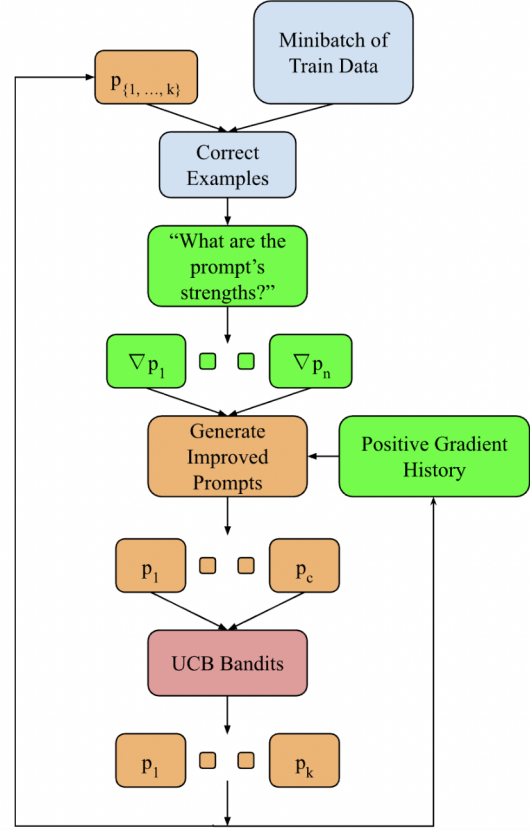 p{1, ..., k}
Minibatch of
Train Data
Correct
Examples
“What are the
prompt’s
strengths?”
∇p1
∇pn
Generate
Improved
Prompts
Positive Gradient
History
p1
pc
UCB Bandits
p1
pk